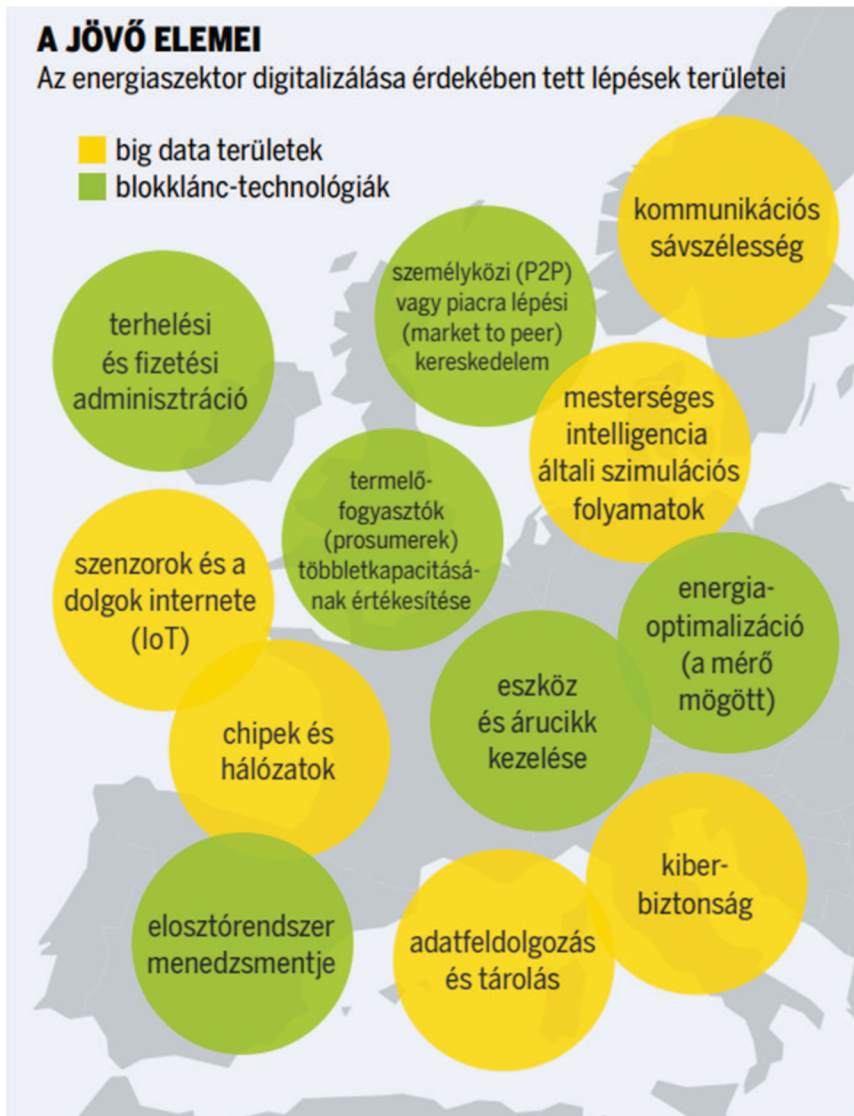 A JÖVŐ ELEMEI
Az energiaszektor digitalizálása érdekében tett lépések területei
big data területek
blokklánc-technológiák
kommunikációs
sávszélesség
személyközi (P2P)
vagy piacra lépési
(market to peer)
kereskedelem
terhelési
és fizetési
adminisztráció
mesterséges
intelligencia
általi szimulációs
folyamatok
termelő-
fogyasztók
(prosumerek)
többletkapacitásá-
nak értékesítése
szenzorok és a
dolgok internete
(IoT)
energia-
optimalizáció
(a mérő
mögött)
eszköz
és árucikk
kezelése
chipek és
hálózatok
kiber-
biztonság
elosztórendszer
menedzsmentje
adatfeldolgozás
és tárolás